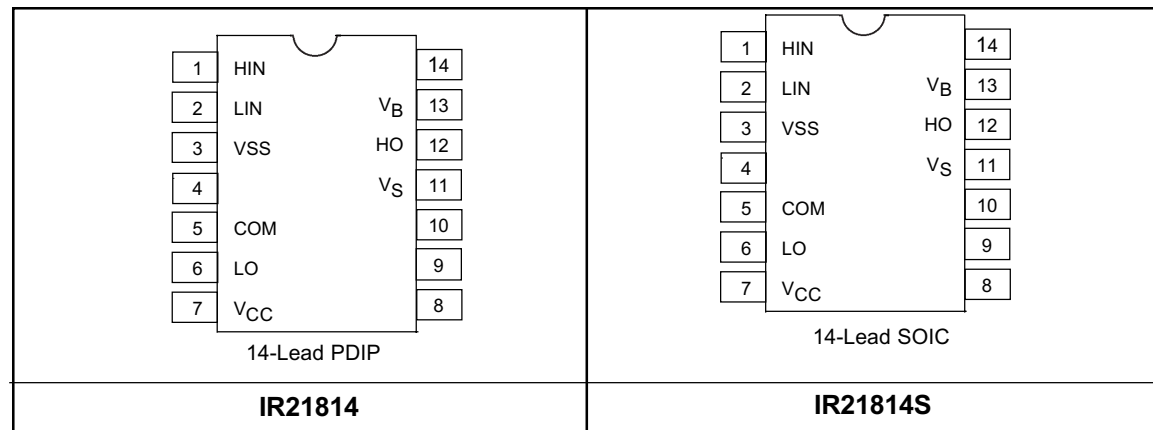 1 HIN 14
2 LIN VB 13
3 VSS HO 12
4 VS 11
5 COM 10
6 LO 9
7 VCC 8
14-Lead PDIP
IR21814
1 HIN 14
2 LIN VB 13
3 VSS HO 12
4 VS 11
5 COM 10
6 LO 9
7 VCC 8
14-Lead SOIC
IR21814S